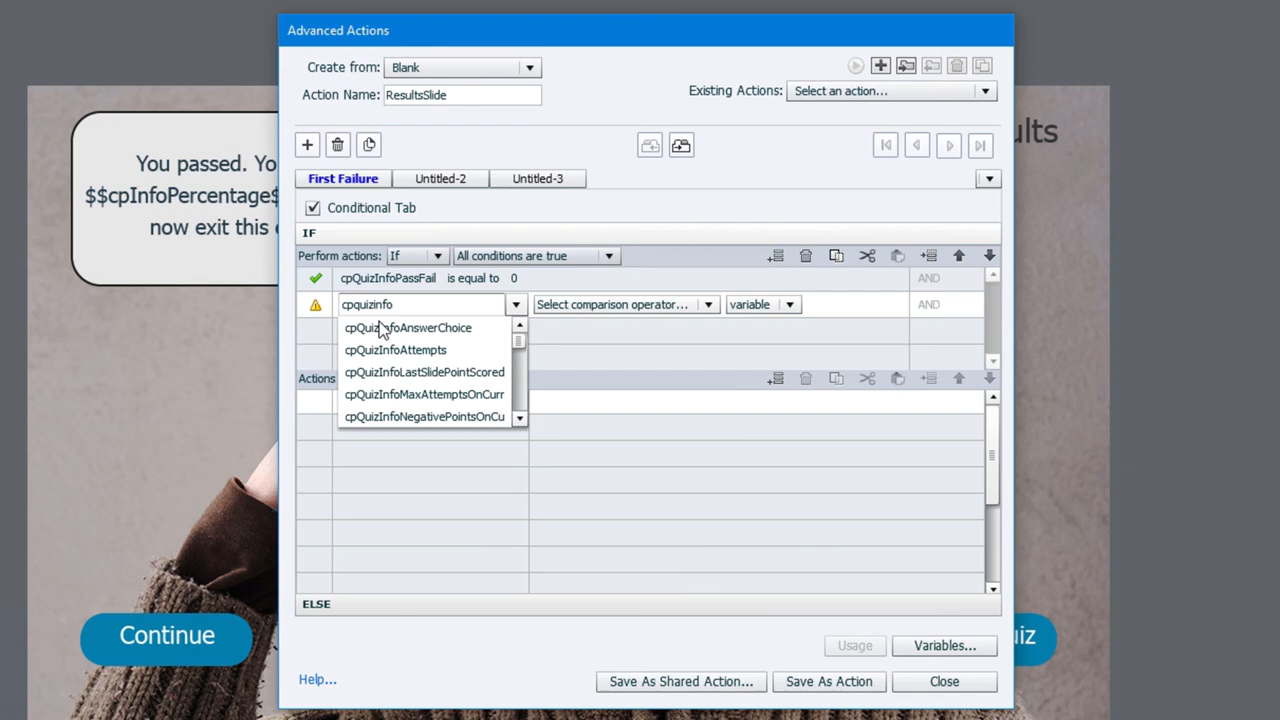 Advanced Actions
Create from: Blank
Action Name: ResultsSlide
Existing Actions: Select an action...
First Failure Untitled-2 Untitled-3
Conditional Tab
IF
Perform actions: If All conditions are true
cpQuizInfoPassFail is equal to 0 AND
cpquizinfo Select comparison operator... variable AND
cpQuizInfoAnswerChoice
cpQuizInfoAttempts
cpQuizInfoLastSlidePointScored
Actions
cpQuizInfoMaxAttemptsOnCurr
cpQuizInfoNegativePointsOnCu
ELSE
Usage Variables...
Help... Save As Shared Action... Save As Action Close
You passed. Yo
$$cpInfoPercentage$
now exit this
ults
Continue
uiz